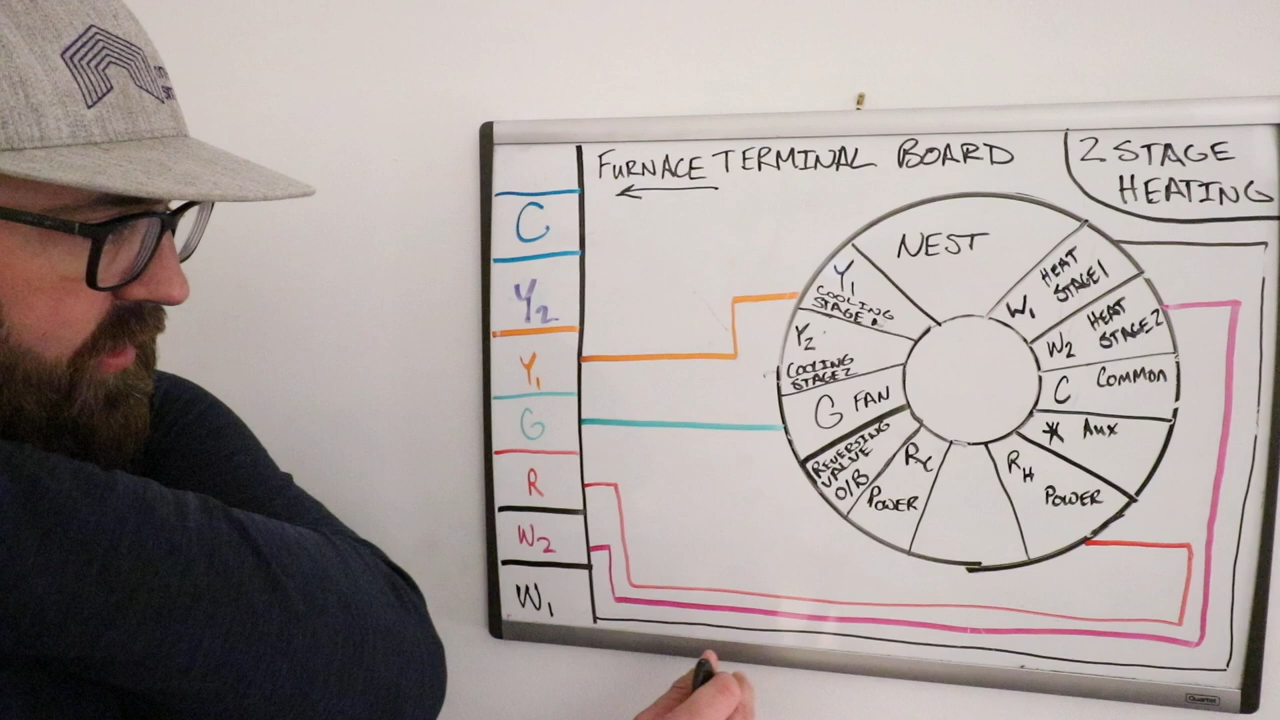 FURNACE TERMINAL BOARD
2 STAGE
HEATING
C
Y2
Y1
G
R
W2
W1
NEST
Y1
COOLING
STAGE 1
Y2
COOLING
STAGE 2
G FAN
REVERSING
VALVE
O/B
RC
POWER
RH
POWER
* AUX
C COMMON
W2 HEAT
STAGE 2
W1 HEAT
STAGE 1
Quartet